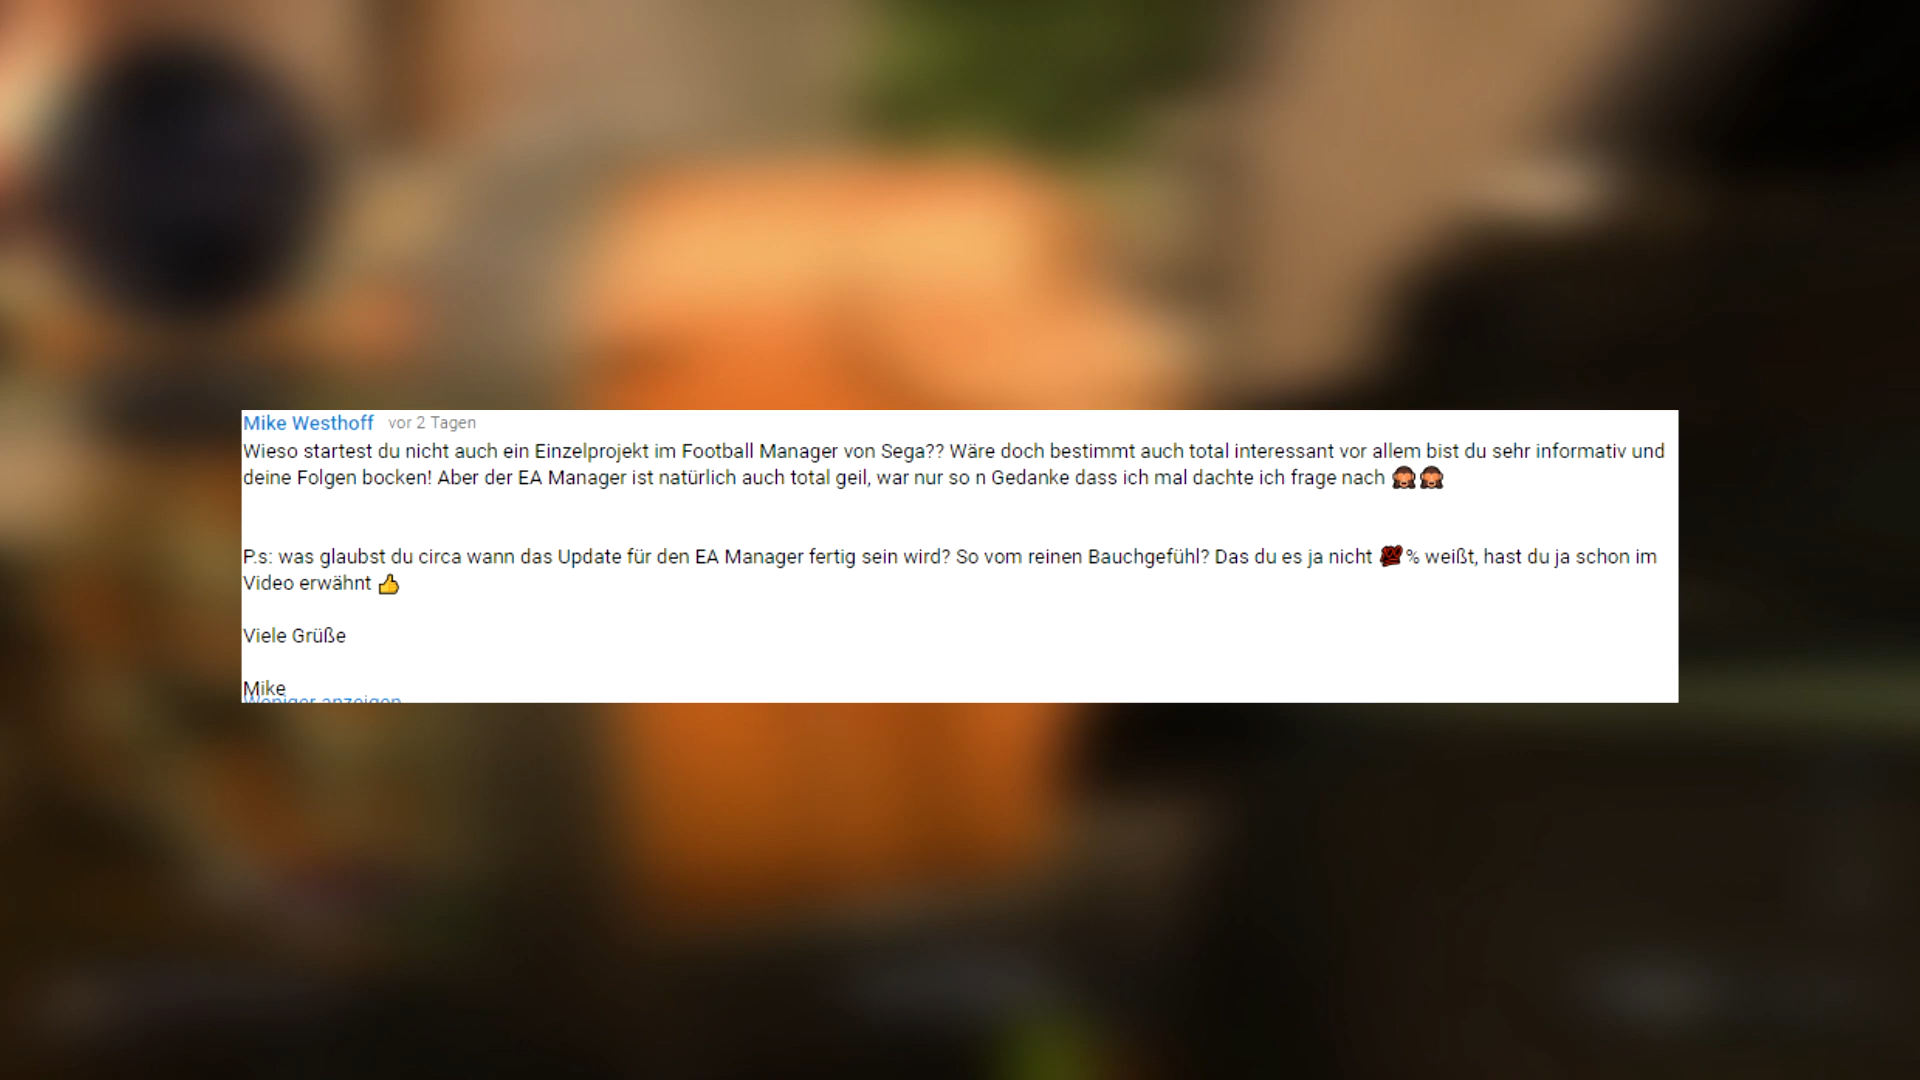 Mike Westhoff vor 2 Tagen
Wieso startest du nicht auch ein Einzelprojekt im Football Manager von Sega?? Wäre doch bestimmt auch total interessant vor allem bist du sehr informativ und
deine Folgen bocken! Aber der EA Manager ist natürlich auch total geil, war nur so n Gedanke dass ich mal dachte ich frage nach 🙈🙈
P.s: was glaubst du circa wann das Update für den EA Manager fertig sein wird? So vom reinen Bauchgefühl? Das du es ja nicht 💯% weißt, hast du ja schon im
Video erwähnt 👍
Viele Grüße
Mike
Weniger anzeigen